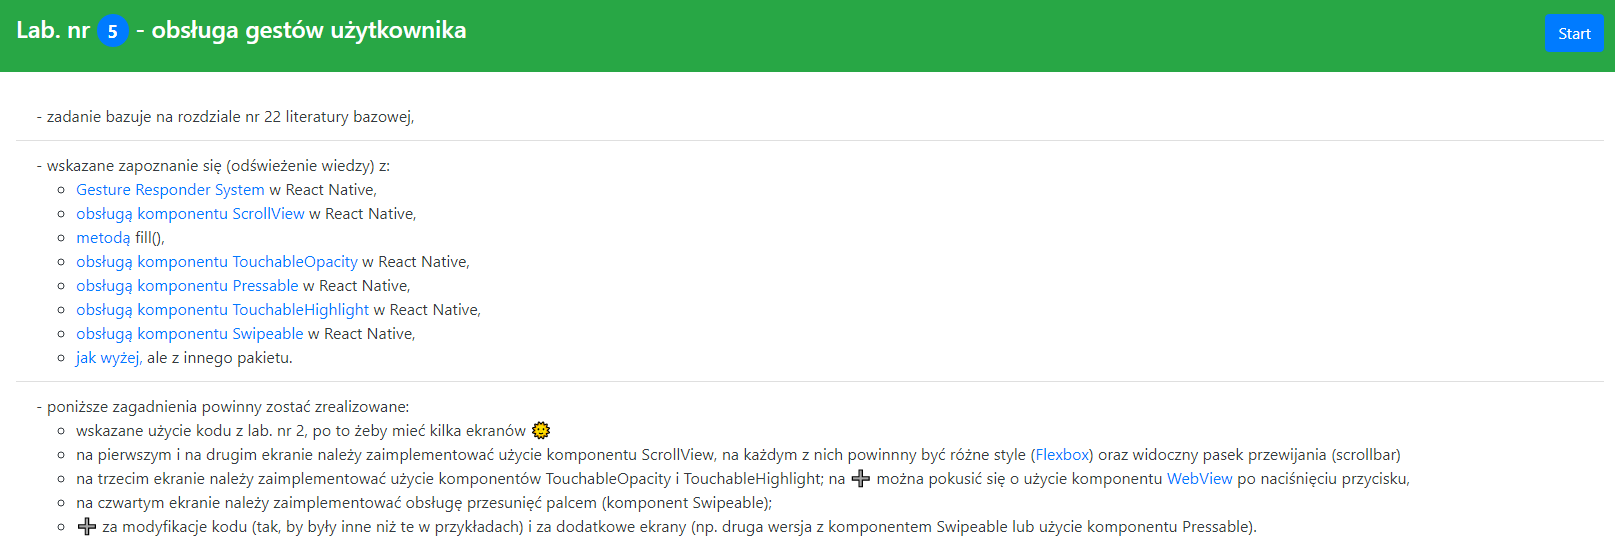 Lab. nr 5 - obsługa gestów użytkownika
Start
- zadanie bazuje na rozdziale nr 22 literatury bazowej,
- wskazane zapoznanie się (odświeżenie wiedzy) z:
Gesture Responder System w React Native,
obsługą komponentu ScrollView w React Native,
metodą fill(),
obsługą komponentu TouchableOpacity w React Native,
obsługą komponentu Pressable w React Native,
obsługą komponentu TouchableHighlight w React Native,
obsługą komponentu Swipeable w React Native,
jak wyżej, ale z innego pakietu.
- poniższe zagadnienia powinny zostać zrealizowane:
wskazane użycie kodu z lab. nr 2, po to żeby mieć kilka ekranów 🌞
na pierwszym i na drugim ekranie należy zaimplementować użycie komponentu ScrollView, na każdym z nich powinnny być różne style (Flexbox) oraz widoczny pasek przewijania (scrollbar)
na trzecim ekranie należy zaimplementować użycie komponentów TouchableOpacity i TouchableHighlight; na ➕ można pokusić się o użycie komponentu WebView po naciśnięciu przycisku,
na czwartym ekranie należy zaimplementować obsługę przesunięć palcem (komponent Swipeable);
➕ za modyfikacje kodu (tak, by były inne niż te w przykładach) i za dodatkowe ekrany (np. druga wersja z komponentem Swipeable lub użycie komponentu Pressable).